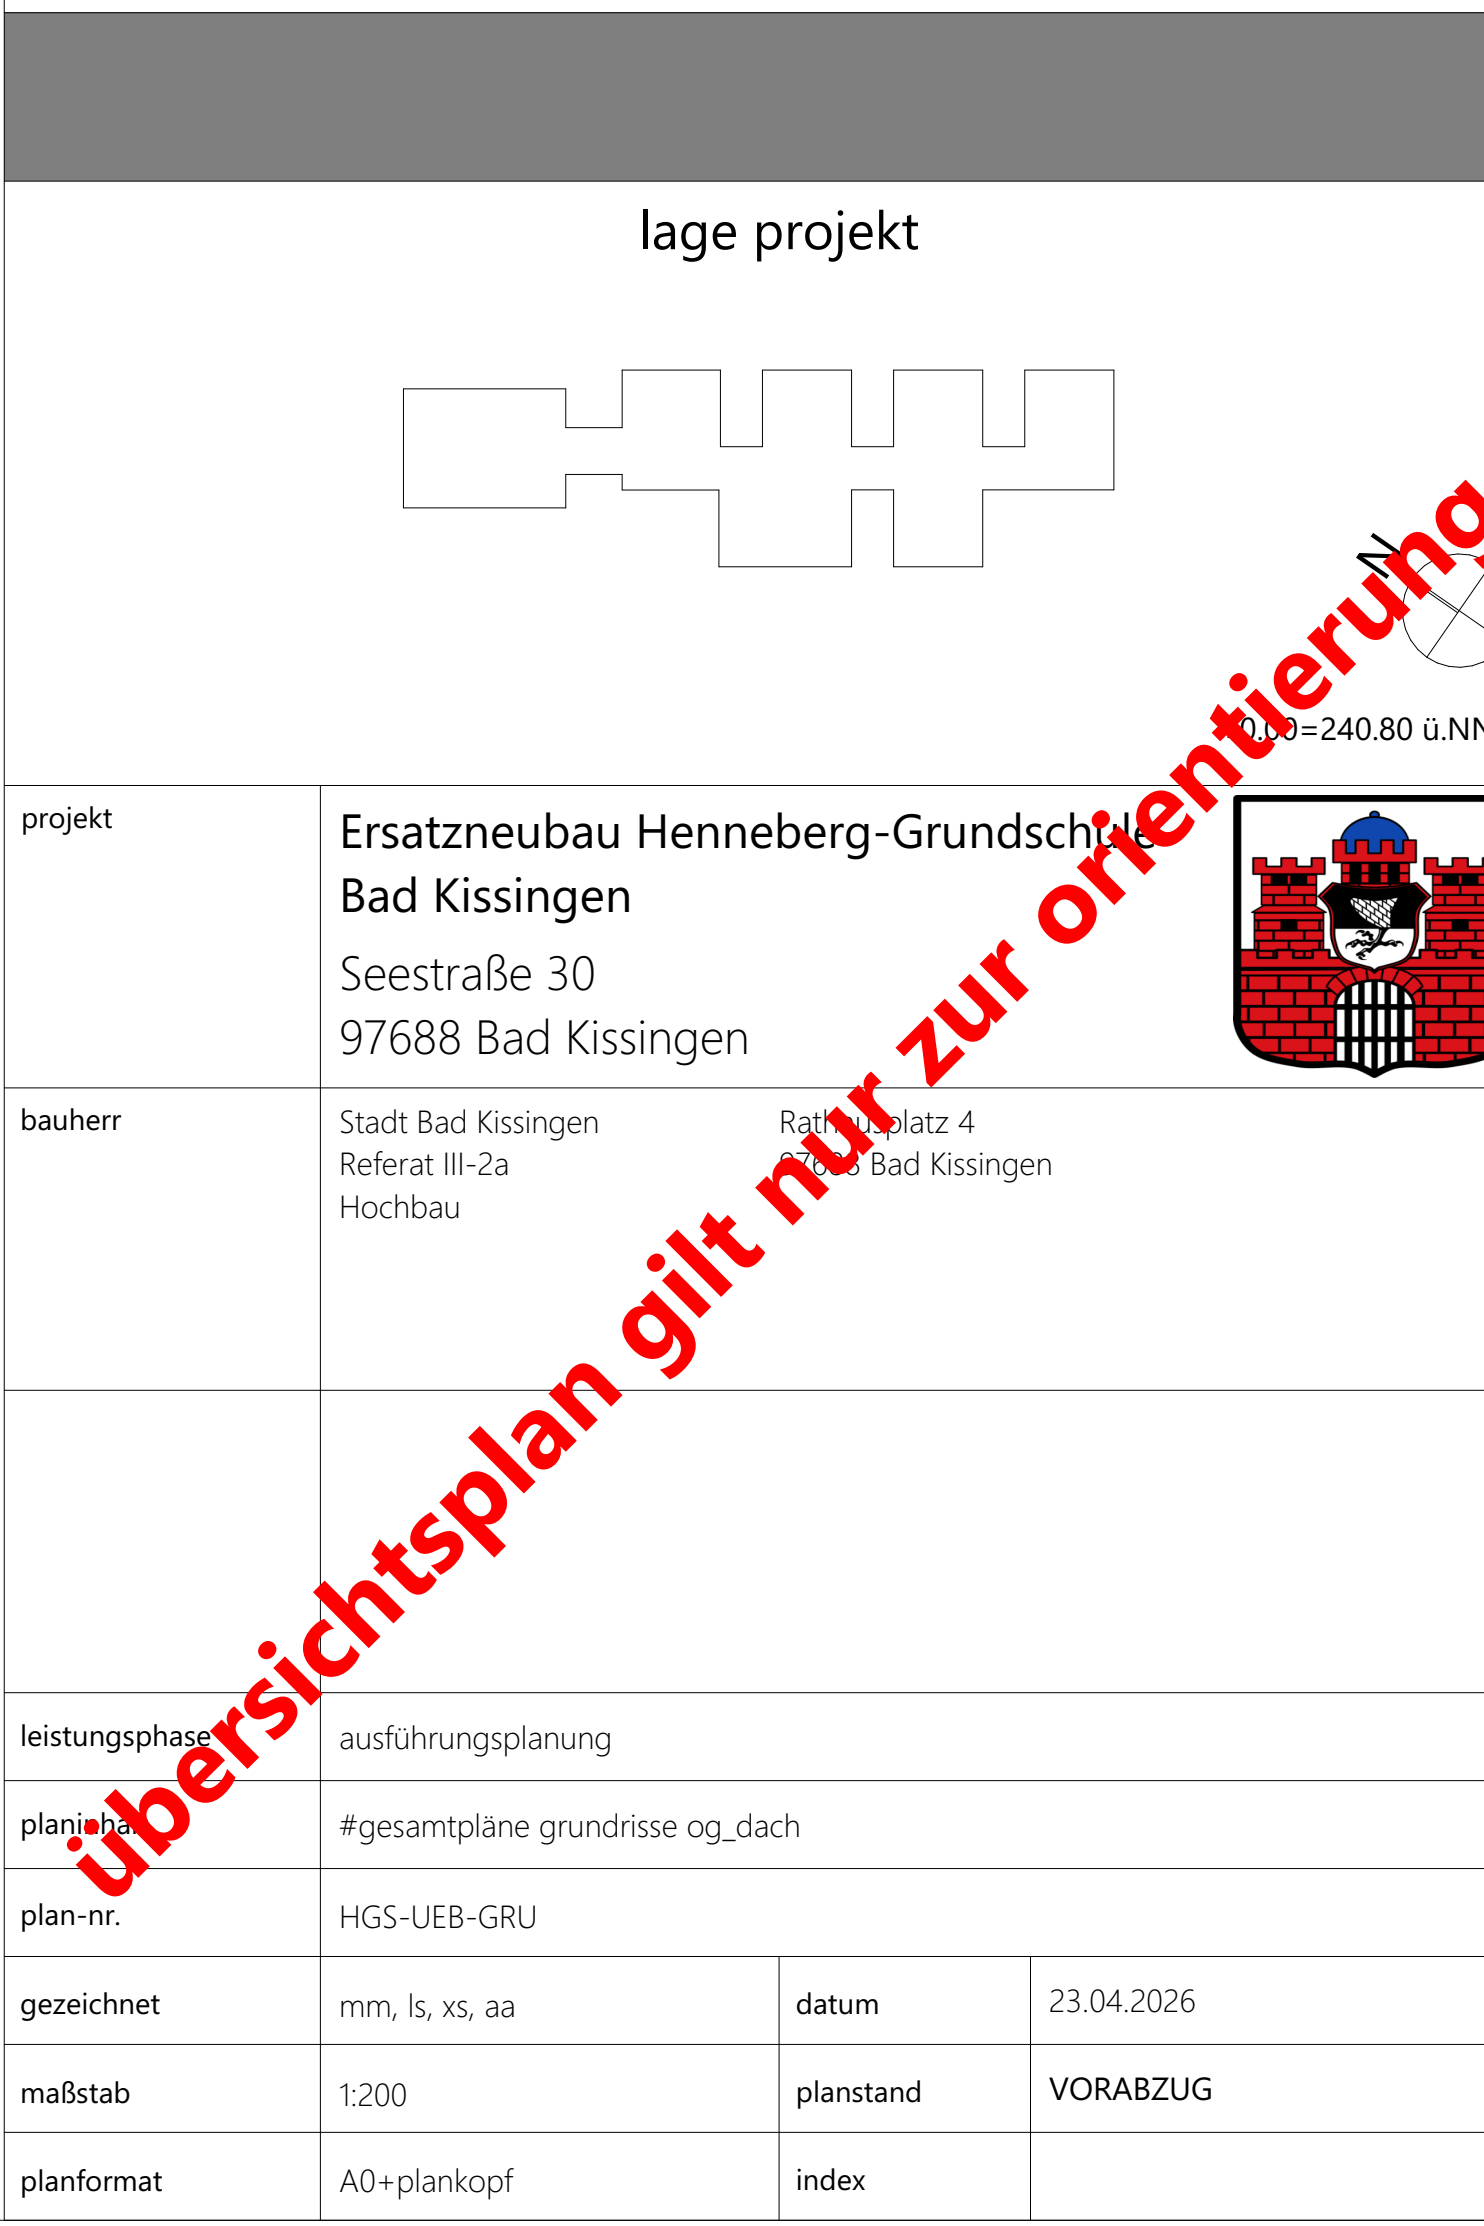 lage projekt
N
0.00=240.80 ü.NN
projekt
Ersatzneubau Henneberg-Grundschule
Bad Kissingen
Seestraße 30
97688 Bad Kissingen
bauherr
Stadt Bad Kissingen
Rathausplatz 4
Referat III-2a
Bad Kissingen
Hochbau
übersichtsplan gilt nur zur orientierung
leistungsphase
ausführungsplanung
#gesamtpläne grundrisse og_dach
plan-nr.
HGS-UEB-GRU
gezeichnet
mm, ls, xs, aa
datum
23.04.2026
maßstab
1:200
planstand
VORABZUG
planformat
A0+plankopf
index